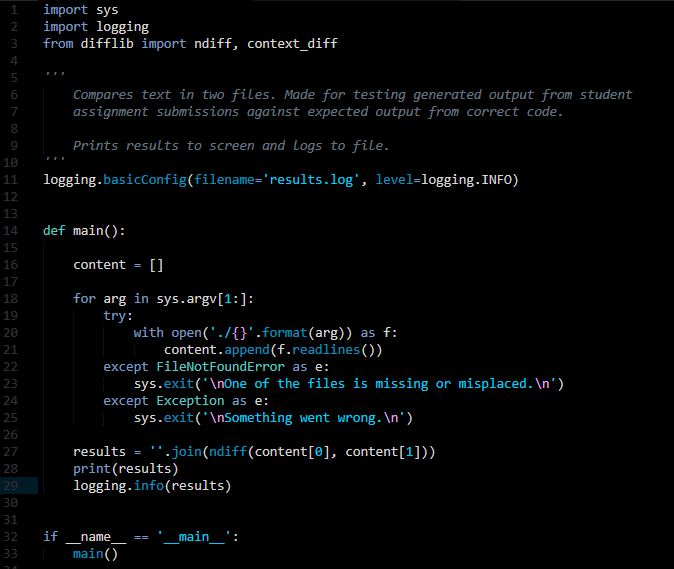 1 import sys
2 import logging
3 from difflib import ndiff, context_diff
4
5 '''
6     Compares text in two files. Made for testing generated output from student
7     assignment submissions against expected output from correct code.
8
9     Prints results to screen and logs to file.
10 '''
11 logging.basicConfig(filename='results.log', level=logging.INFO)
12
13
14 def main():
15
16     content = []
17
18     for arg in sys.argv[1:]:
19         try:
20             with open('./{}'.format(arg)) as f:
21                 content.append(f.readlines())
22         except FileNotFoundError as e:
23             sys.exit('\nOne of the files is missing or misplaced.\n')
24         except Exception as e:
25             sys.exit('\nSomething went wrong.\n')
26
27     results = ''.join(ndiff(content[0], content[1]))
28     print(results)
29     logging.info(results)
30
31
32 if __name__ == '__main__':
33     main()